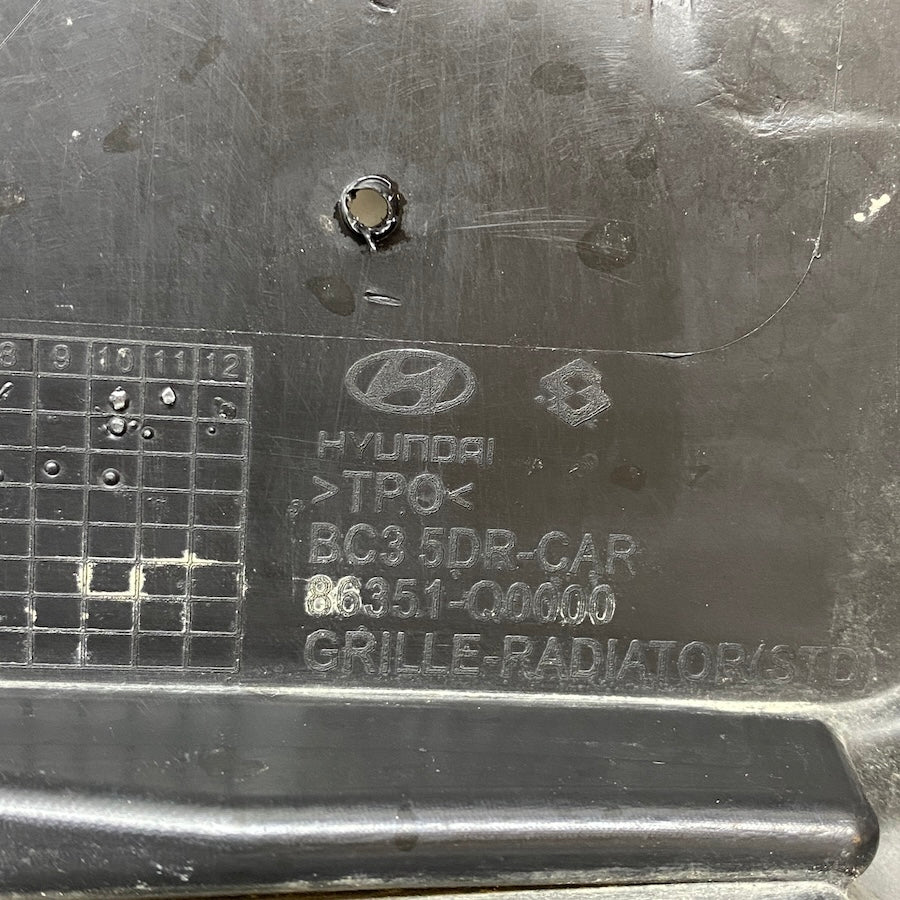 8 9 10 11 12
HYUNDAI
>TPO<
BC3 5DR-CAR
86351-Q0000
GRILLE-RADIATOR(STD)